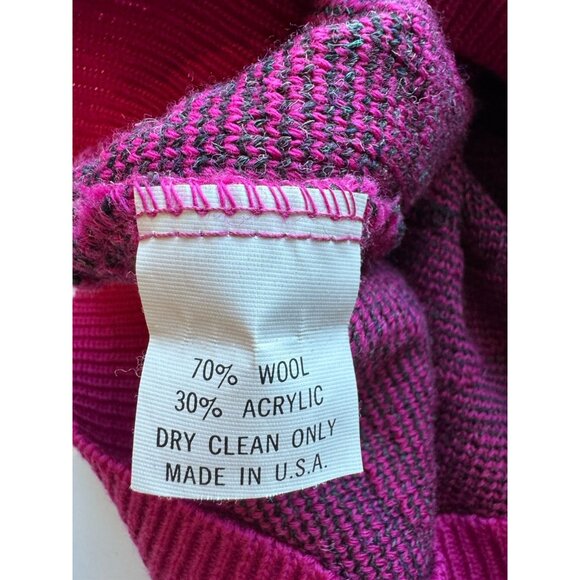 70% WOOL
30% ACRYLIC
DRY CLEAN ONLY
MADE IN U.S.A.